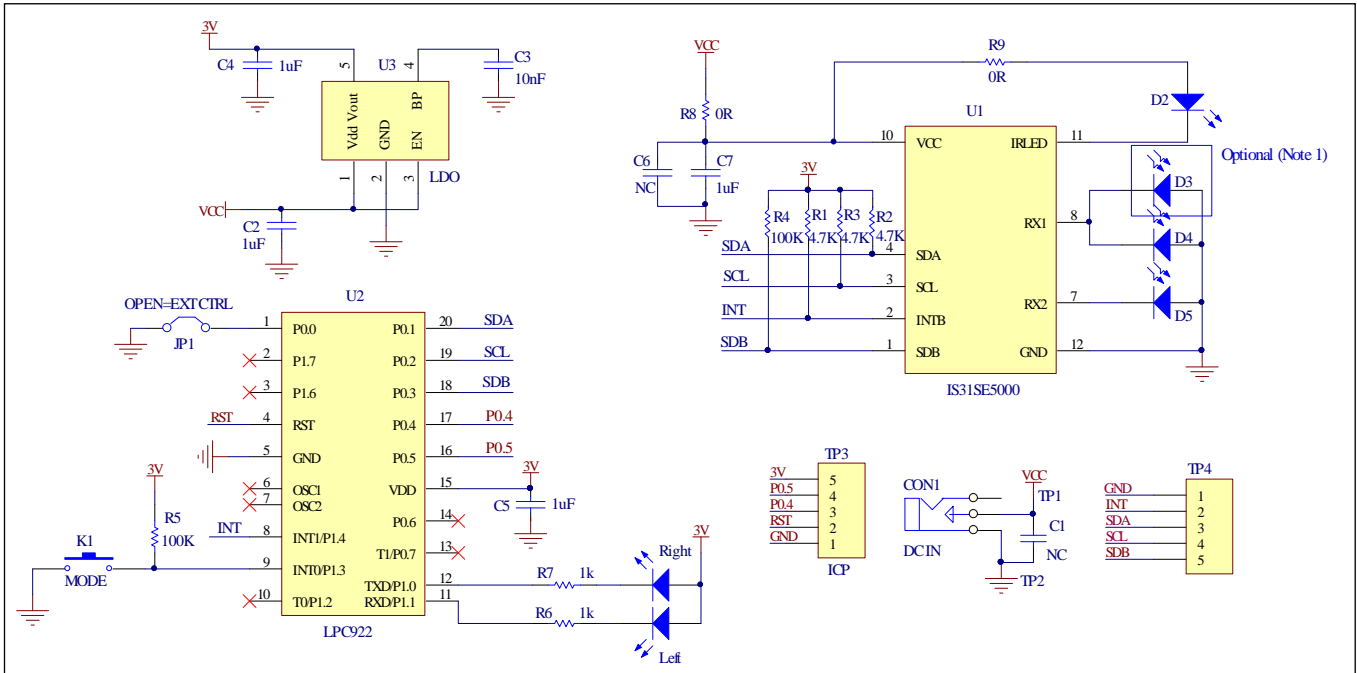 3V
C4
1uF
5
U3
4
C3
10nF
Vdd Vout
GND
EN BP
1
2
3
LDO
VCC
C2
1uF
VCC
R8
0R
R9
0R
D2
C6
NC
C7
1uF
3V
R4
100K
R1
4.7K
R3
4.7K
R2
4.7K
SDA
SCL
INT
SDB
U1
10
VCC
IRLED
11
RX1
8
4
SDA
3
SCL
RX2
7
2
INTB
1
SDB
GND
12
IS31SE5000
Optional (Note 1)
D3
D4
D5
U2
OPEN=EXTCTRL
JP1
1
P0.0
P0.1
20
SDA
2
P1.7
P0.2
19
SCL
3
P1.6
P0.3
18
SDB
RST
4
RST
P0.4
17
P0.4
5
GND
P0.5
16
P0.5
6
OSC1
VDD
15
3V
7
OSC2
P0.6
14
INT
8
INT1/P1.4
T1/P0.7
13
9
INT0/P1.3
TXD/P1.0
12
10
T0/P1.2
RXD/P1.1
11
LPC922
3V
R5
100K
K1
MODE
C5
1uF
R7
1k
R6
1k
Right
Left
3V
TP3
3V
5
P0.5
4
P0.4
3
RST
2
GND
1
ICP
CON1
DC IN
VCC
TP1
C1
NC
TP2
TP4
GND
1
INT
2
SDA
3
SCL
4
SDB
5